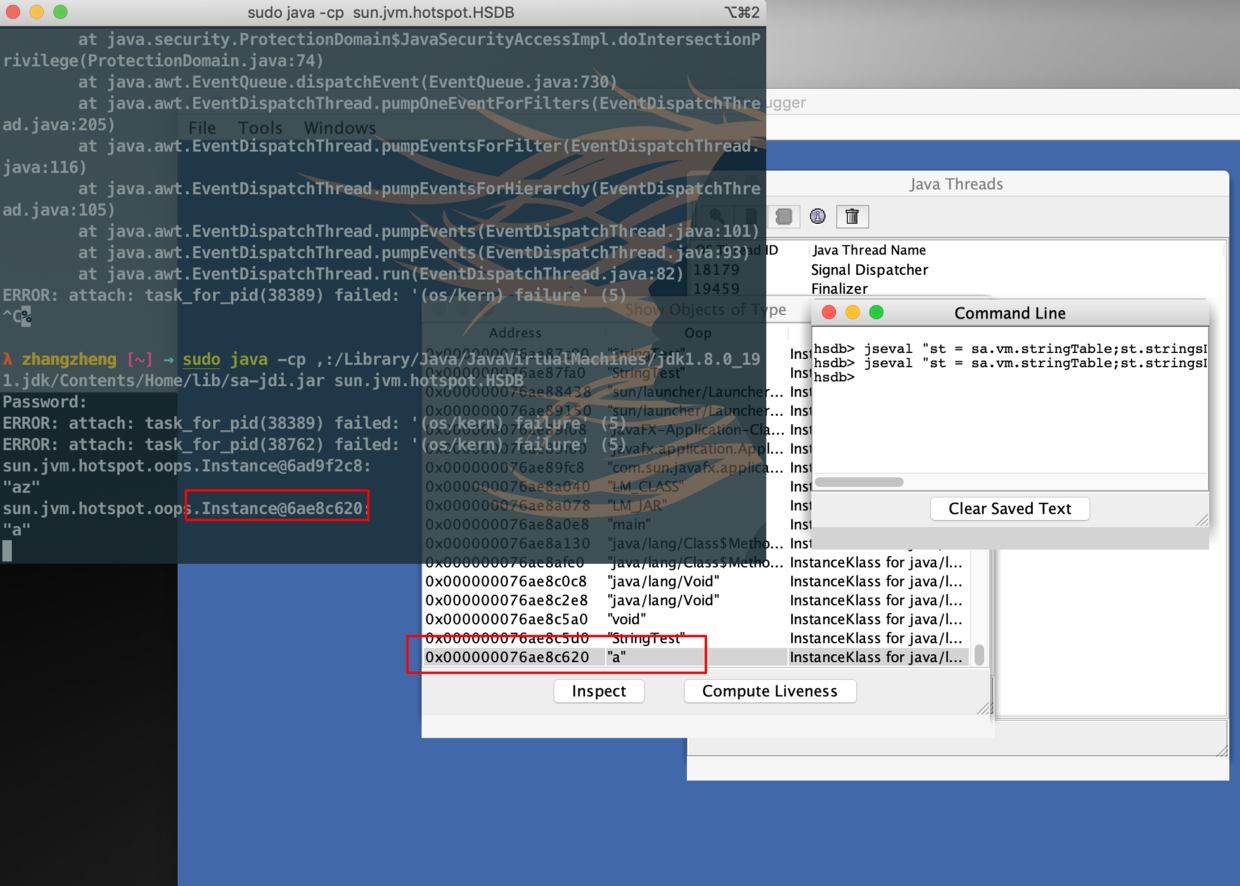 sudo java -cp  sun.jvm.hotspot.HSDB
⌥⌘2
at java.security.ProtectionDomain$JavaSecurityAccessImpl.doIntersectionP
rivilege(ProtectionDomain.java:74)
at java.awt.EventQueue.dispatchEvent(EventQueue.java:730)
at java.awt.EventDispatchThread.pumpOneEventForFilters(EventDispatchThre
ad.java:205)
at java.awt.EventDispatchThread.pumpEventsForFilter(EventDispatchThread.
java:116)
at java.awt.EventDispatchThread.pumpEventsForHierarchy(EventDispatchThre
ad.java:105)
at java.awt.EventDispatchThread.pumpEvents(EventDispatchThread.java:101)
at java.awt.EventDispatchThread.pumpEvents(EventDispatchThread.java:93)
at java.awt.EventDispatchThread.run(EventDispatchThread.java:82)
ERROR: attach: task_for_pid(38389) failed: '(os/kern) failure' (5)
^C%
λ zhangzheng [~] → sudo java -cp ,:/Library/Java/JavaVirtualMachines/jdk1.8.0_19
1.jdk/Contents/Home/lib/sa-jdi.jar sun.jvm.hotspot.HSDB
Password:
ERROR: attach: task_for_pid(38389) failed: '(os/kern) failure' (5)
ERROR: attach: task_for_pid(38762) failed: '(os/kern) failure' (5)
sun.jvm.hotspot.oops.Instance@6ad9f2c8:
"az"
sun.jvm.hotspot.oops.Instance@6ae8c620:
"a"
File Tools Windows
ugger
Java Threads
ID
Java Thread Name
18179 Signal Dispatcher
19459 Finalizer
Show Objects of Type
Address Oop
0x000000076ae87fa0 "StringTest" Inst
0x000000076ae88438 "sun/launcher/Launcher... Inst
0x000000076ae89150 "sun/launcher/Launcher... Inst
"JavaFX-Application-Cla... Inst
"javafx.application.Appl... Inst
0x000000076ae89fc8 "com.sun.javafx.applica... Inst
0x000000076ae8a040 "LM_CLASS" Inst
0x000000076ae8a078 "LM_JAR" Inst
0x000000076ae8a0e8 "main" Inst
0x000000076ae8a130 "java/lang/Class$Metho... Inst
0x000000076ae8afc0 "java/lang/Class$Metho... InstanceKlass for java/l...
0x000000076ae8c0c8 "java/lang/Void" InstanceKlass for java/l...
0x000000076ae8c2e8 "java/lang/Void" InstanceKlass for java/l...
0x000000076ae8c5a0 "void" InstanceKlass for java/l...
0x000000076ae8c5d0 "StringTest" InstanceKlass for java/l...
0x000000076ae8c620 "a" InstanceKlass for java/l...
Inspect
Compute Liveness
Command Line
hsdb> jseval "st = sa.vm.stringTable;st.strings
hsdb> jseval "st = sa.vm.stringTable;st.strings
hsdb>
Clear Saved Text